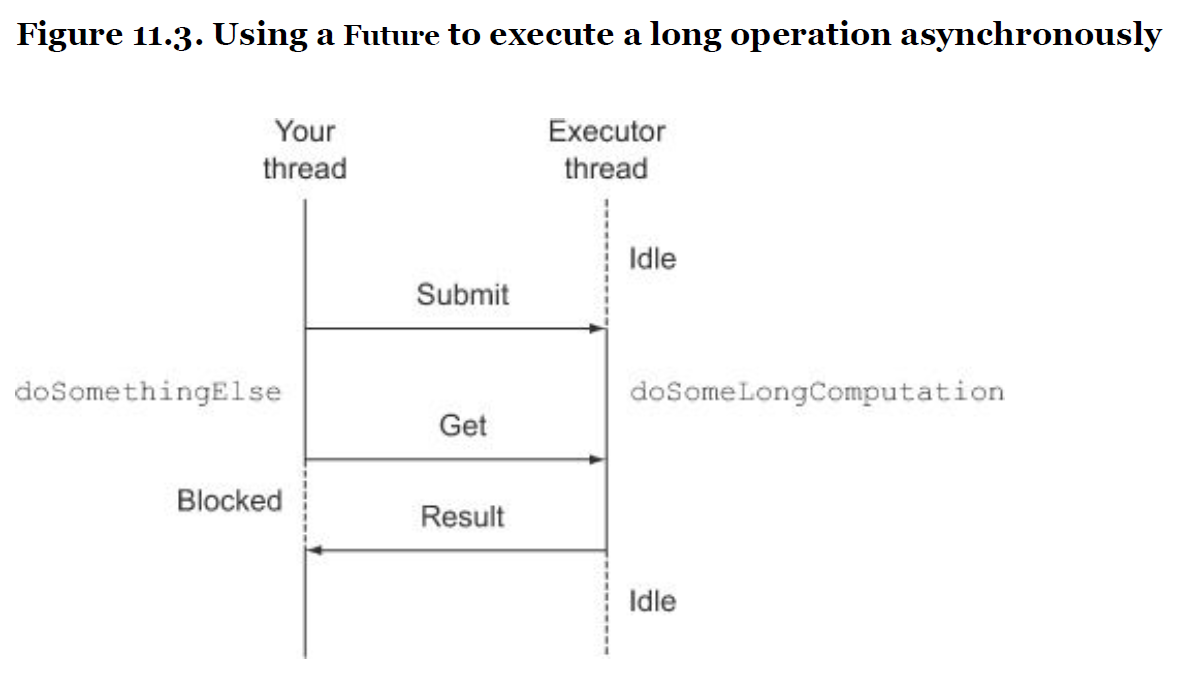 Figure 11.3. Using a Future to execute a long operation asynchronously
Your
thread
Executor
thread
Idle
Submit
doSomethingElse
doSomeLongComputation
Get
Blocked
Result
Idle